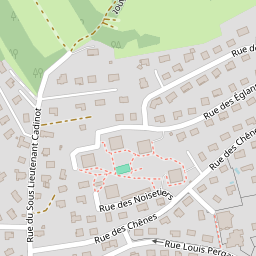 Rue de
Rue des Églan
Rue des Chênes
Rue du Sous Lieutenant Cadinot
Rue des Noisetiers
Rue des Chênes
Rue Louis Perga